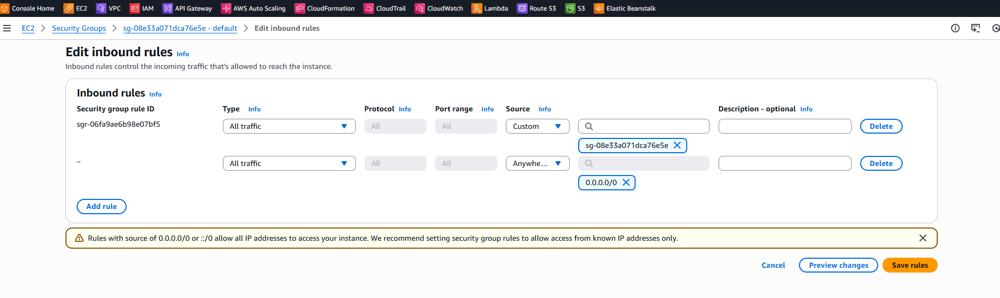 Console Home EC2 VPC IAM API Gateway AWS Auto Scaling CloudFormation CloudTrail CloudWatch Lambda Route 53 S3 Elastic Beanstalk
EC2 Security Groups sg-08e33a071dca76e5e - default Edit inbound rules
Edit inbound rules Info
Inbound rules control the incoming traffic that's allowed to reach the instance.
Inbound rules Info
Security group rule ID Type Info Protocol Info Port range Info Source Info Description - optional Info
sgr-06fa9ae6b98e07bf5 All traffic All All Custom Delete
sg-08e33a071dca76e5e
– All traffic All All Anywhe... Delete
0.0.0.0/0
Add rule
Rules with source of 0.0.0.0/0 or ::/0 allow all IP addresses to access your instance. We recommend setting security group rules to allow access from known IP addresses only.
Cancel Preview changes Save rules